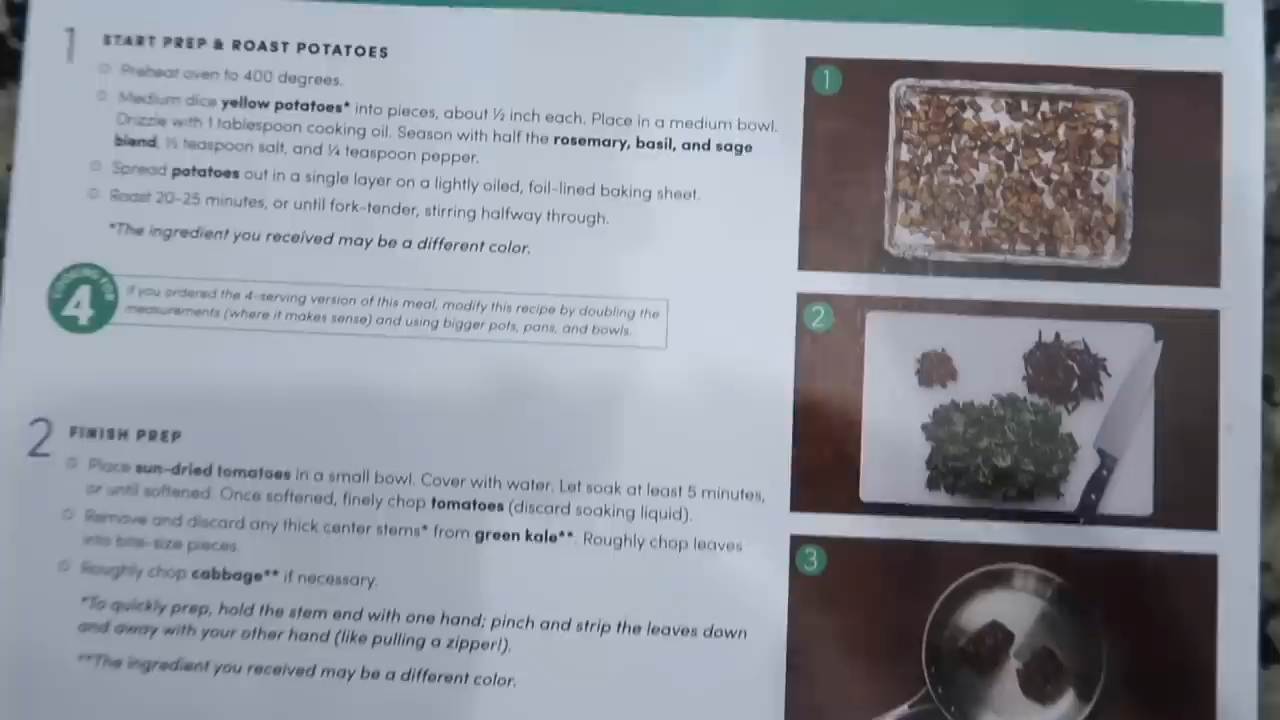 1 START PREP & ROAST POTATOES
Preheat oven to 400 degrees.
Medium dice yellow potatoes* into pieces, about ½ inch each. Place in a medium bowl.
Drizzle with 1 tablespoon cooking oil. Season with half the rosemary, basil, and sage
blend, ½ teaspoon salt, and ¼ teaspoon pepper.
Spread potatoes out in a single layer on a lightly oiled, foil-lined baking sheet.
Roast 20-25 minutes, or until fork-tender, stirring halfway through.
*The ingredient you received may be a different color.
COOKING FOR
4
If you ordered the 4-serving version of this meal, modify this recipe by doubling the
measurements (where it makes sense) and using bigger pots, pans, and bowls.
2 FINISH PREP
Place sun-dried tomatoes in a small bowl. Cover with water. Let soak at least 5 minutes,
or until softened. Once softened, finely chop tomatoes (discard soaking liquid).
Remove and discard any thick center stems* from green kale**. Roughly chop leaves
into bite-size pieces.
Roughly chop cabbage** if necessary.
*To quickly prep, hold the stem end with one hand; pinch and strip the leaves down
and away with your other hand (like pulling a zipper!).
**The ingredient you received may be a different color.
1
2
3